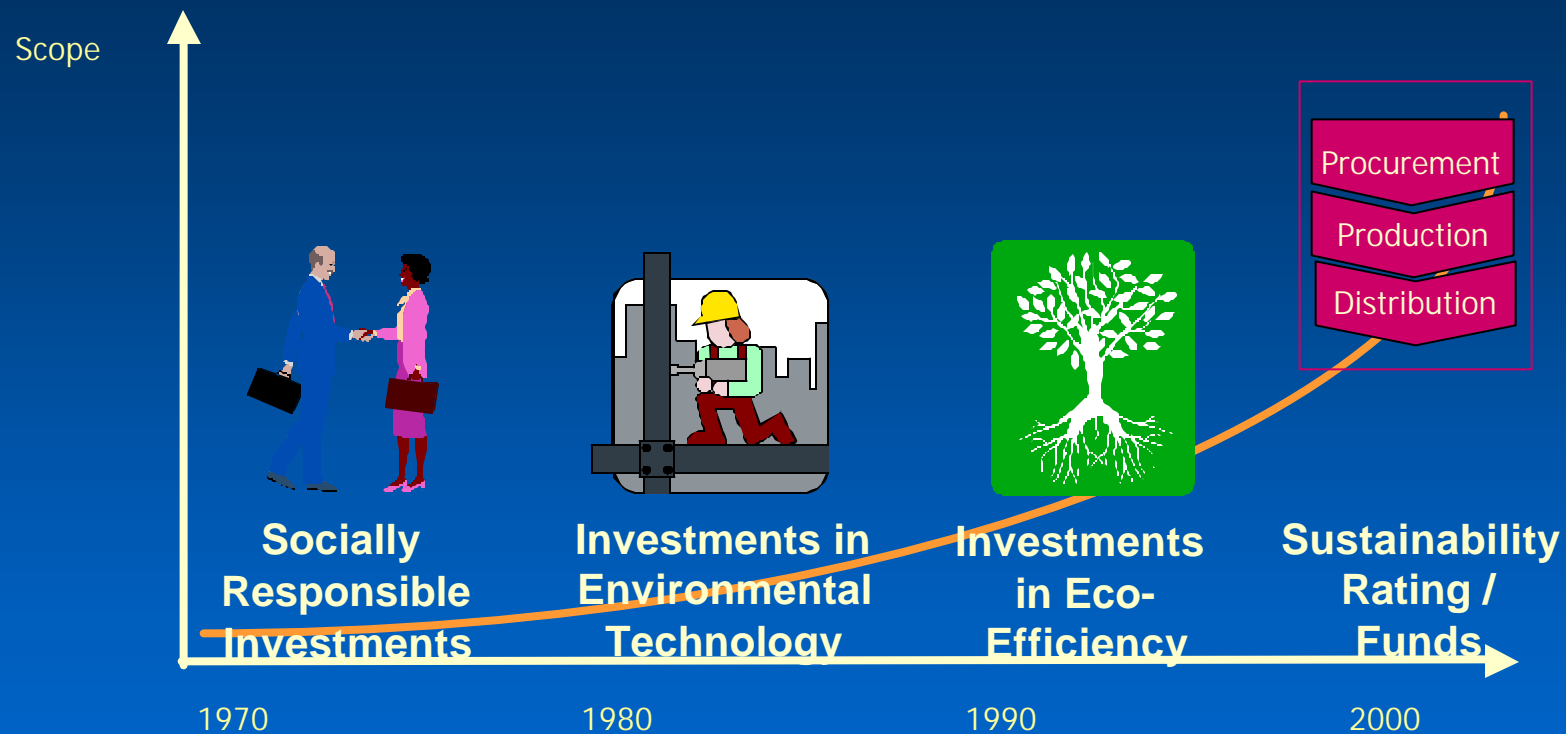 Scope
Procurement
Production
Distribution
Socially
Responsible
Investments
Investments in
Environmental
Technology
Investments
in Eco-
Efficiency
Sustainability
Rating /
Funds
1970
1980
1990
2000